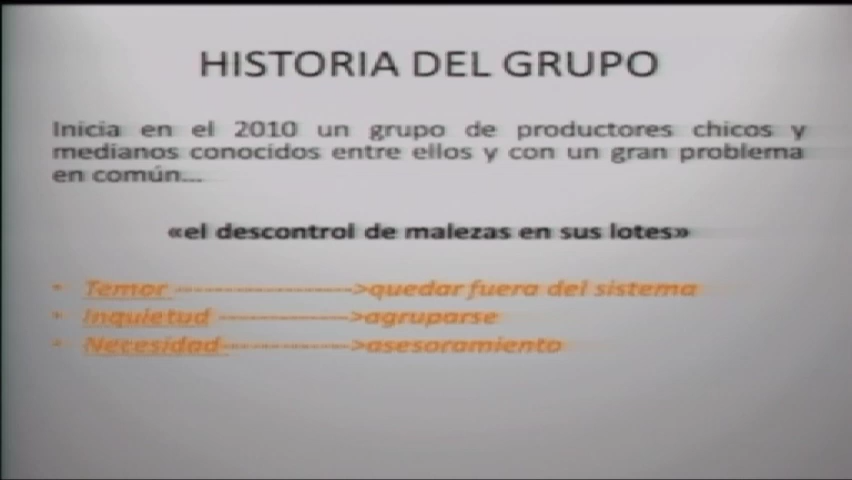 HISTORIA DEL GRUPO
Inicia en el 2010 un grupo de productores chicos y
medianos conocidos entre ellos y con un gran problema
en común...
«el descontrol de malezas en sus lotes»
• Temor ------------------->quedar fuera del sistema
• Inquietud --------------->agruparse
• Necesidad-------------->asesoramiento